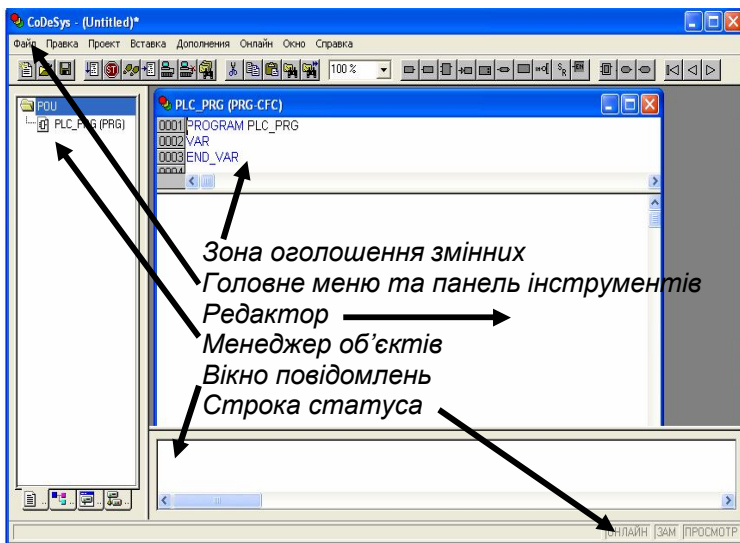 CoDeSys - (Untitled)*
Файл Правка Проект Вставка Дополнения Онлайн Окно Справка
100 %
POU
PLC_PRG (PRG)
PLC_PRG (PRG-CFC)
0001 PROGRAM PLC_PRG
0002 VAR
0003 END_VAR
0004
Зона оголошення змінних
Головне меню та панель інструментів
Редактор
Менеджер об’єктів
Вікно повідомлень
Строка статуса
ОНЛАЙН ЗАМ ПРОСМОТР